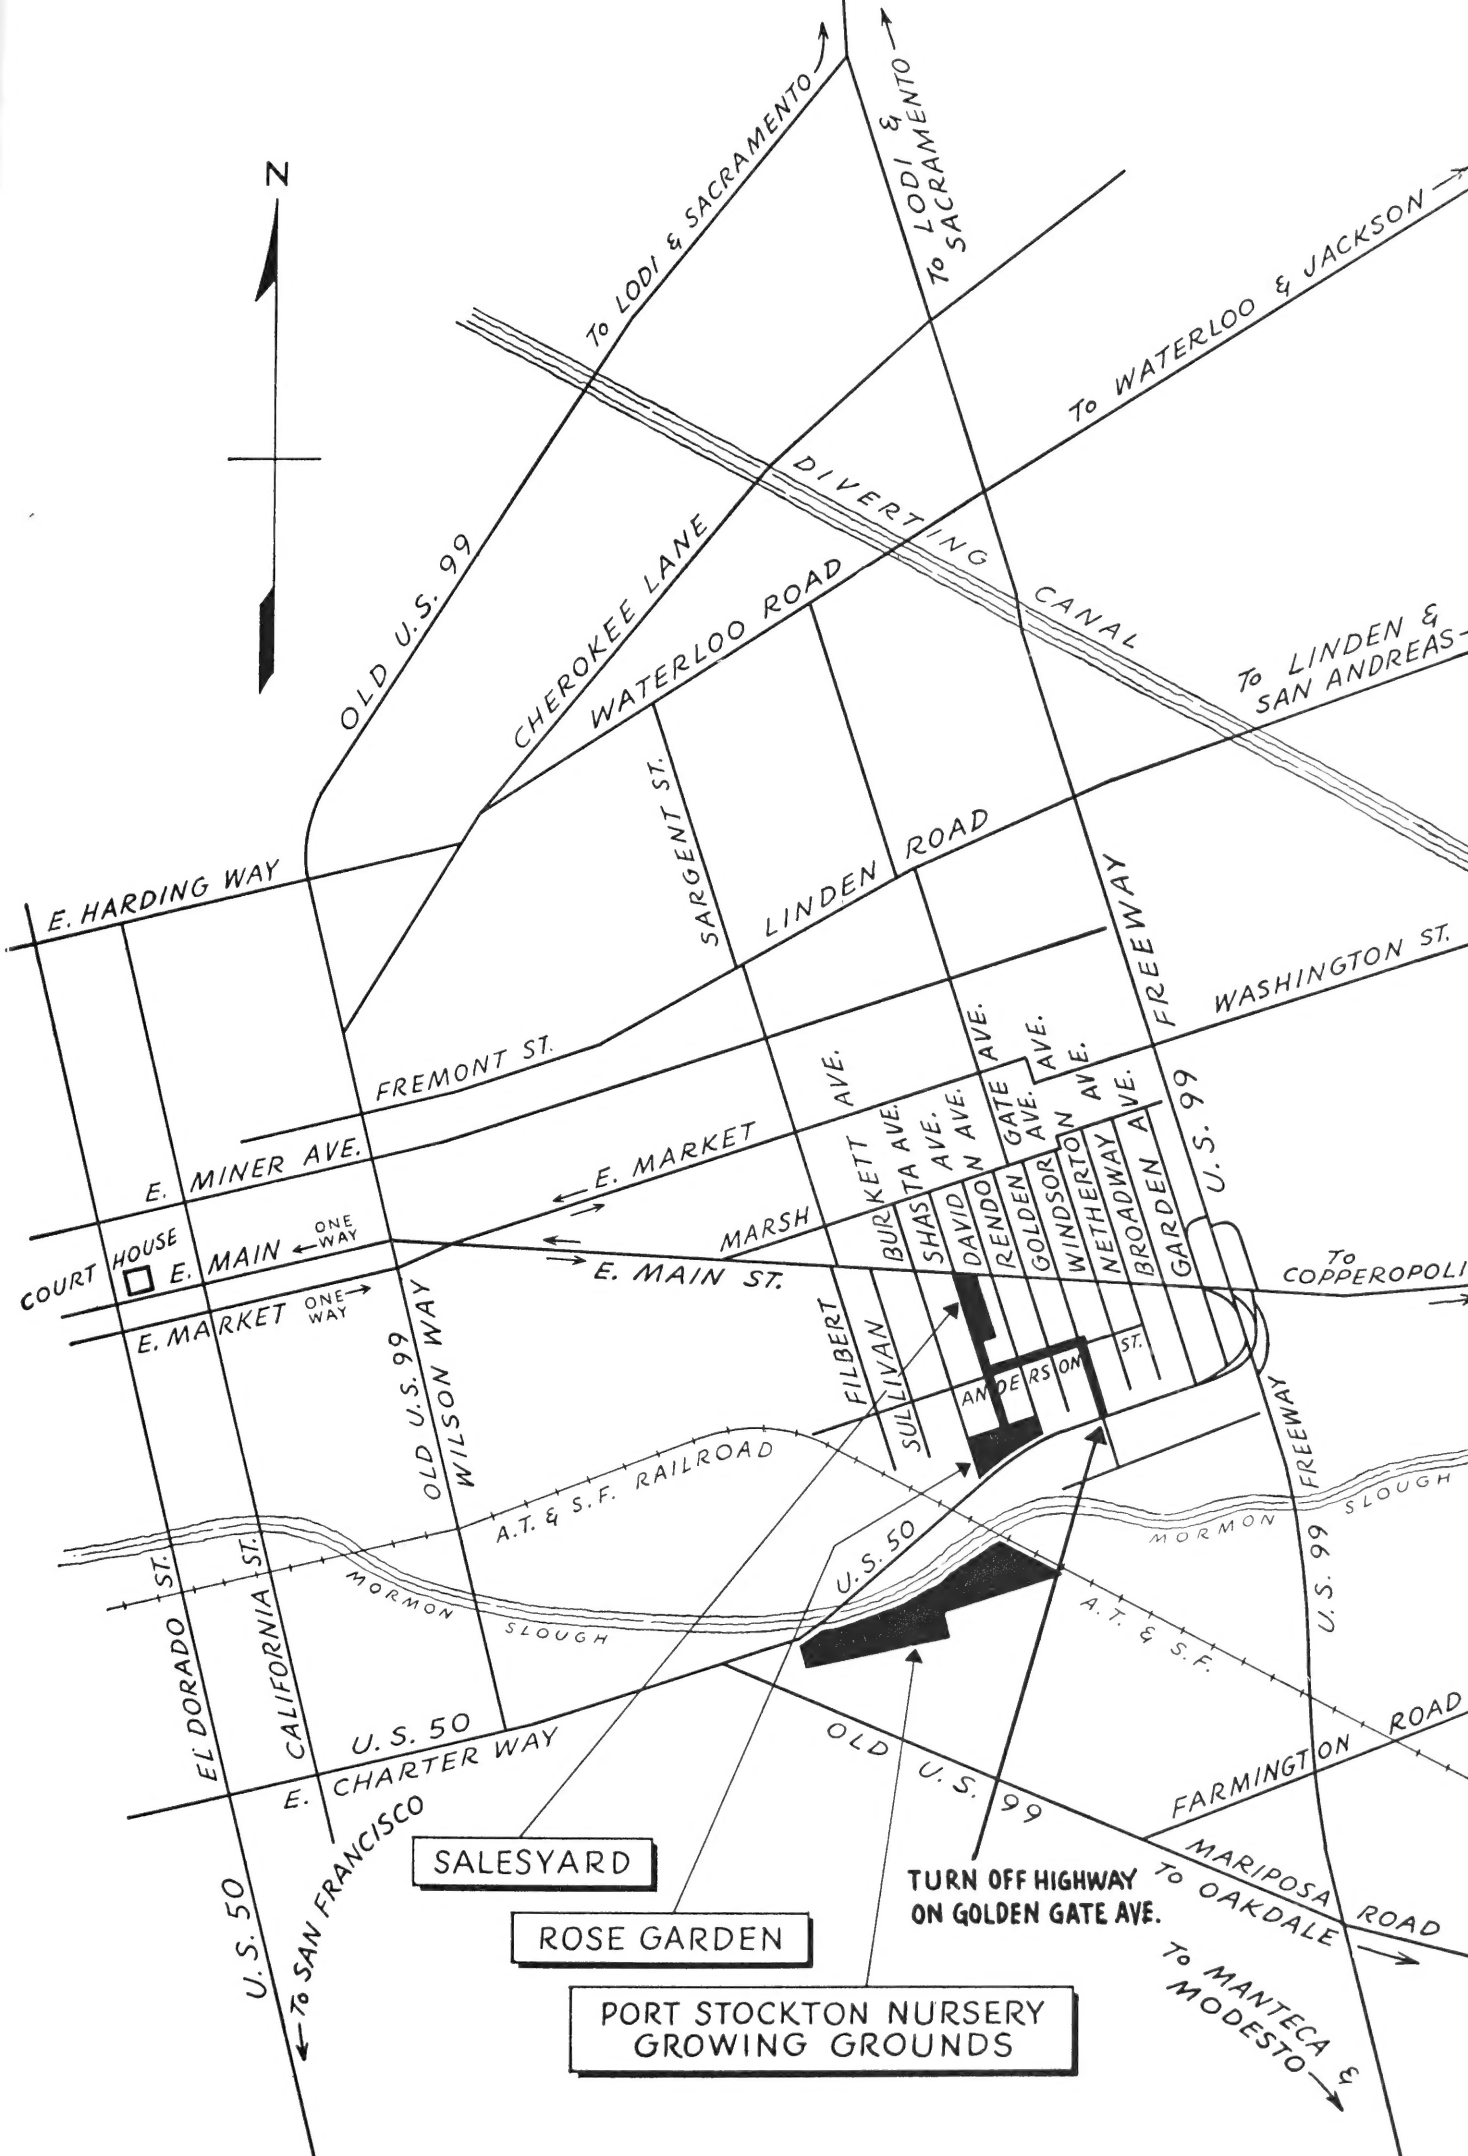 N
To LODI & SACRAMENTO
To LODI &
SACRAMENTO
To WATERLOO & JACKSON
DIVERTING CANAL
OLD U.S. 99
CHEROKEE LANE
WATERLOO ROAD
To LINDEN &
SAN ANDREAS
SARGENT ST.
LINDEN ROAD
E. HARDING WAY
FREEWAY
U.S. 99
WASHINGTON ST.
FREMONT ST.
E. MINER AVE.
E. MARKET
MARSH
BURKETT AVE.
SHASTA AVE.
DAVID AVE.
RENDON AVE.
GOLDEN GATE AVE.
WINDSOR AVE.
NETHERTON AVE.
BROADWAY AVE.
GARDEN AVE.
COURT HOUSE
E. MAIN
ONE
WAY
E. MARKET
ONE
WAY
E. MAIN ST.
TO
COPPEROPOLI
OLD U.S. 99
WILSON WAY
FILBERT
SULLIVAN
ANDERSON ST.
A.T. & S.F. RAILROAD
FREEWAY
U.S. 99
MORMON SLOUGH
MORMON SLOUGH
U.S. 50
A.T. & S.F.
EL DORADO ST.
CALIFORNIA ST.
U.S. 50
E. CHARTER WAY
OLD U.S. 99
FARMINGTON ROAD
MARIPOSA ROAD
To OAKDALE
To MANTECA &
MODESTO
U.S. 50
To SAN FRANCISCO
SALESYARD
ROSE GARDEN
TURN OFF HIGHWAY
ON GOLDEN GATE AVE.
PORT STOCKTON NURSERY
GROWING GROUNDS